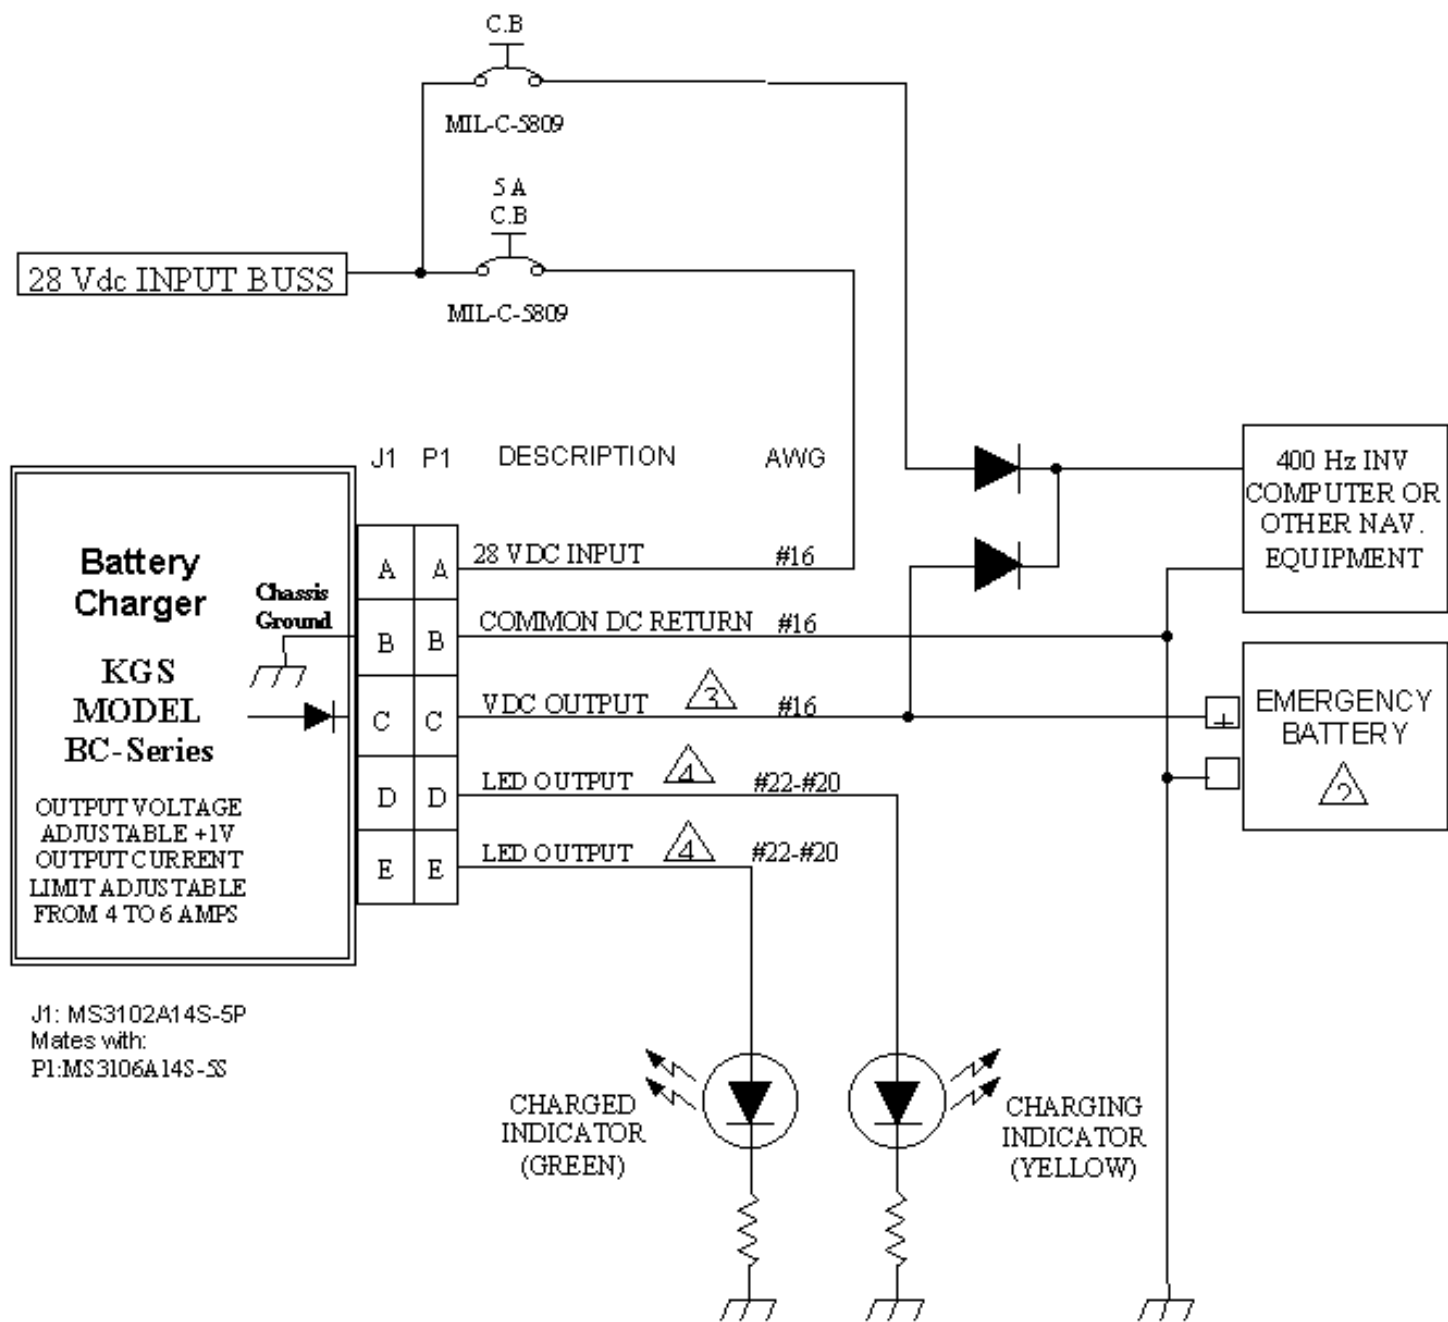 C.B
MIL-C-5809
5 A
C.B
28 Vdc INPUT BUSS
MIL-C-5809
J1 P1 DESCRIPTION AWG
Battery
Charger
Chassis
Ground
KGS
MODEL
BC-Series
OUTPUT VOLTAGE
ADJUSTABLE +1V
OUTPUT CURRENT
LIMIT ADJUSTABLE
FROM 4 TO 6 AMPS
A A 28 VDC INPUT #16
B B COMMON DC RETURN #16
C C VDC OUTPUT 3 #16
D D LED OUTPUT 4 #22-#20
E E LED OUTPUT 4 #22-#20
400 Hz INV
COMPUTER OR
OTHER NAV.
EQUIPMENT
+
EMERGENCY
BATTERY
2
J1: MS3102A14S-5P
Mates with:
P1:MS3106A14S-5S
CHARGED
INDICATOR
(GREEN)
CHARGING
INDICATOR
(YELLOW)